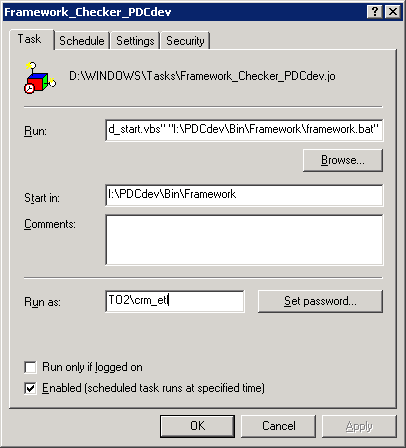 Framework_Checker_PDCdev
Task Schedule Settings Security
D:\WINDOWS\Tasks\Framework_Checker_PDCdev.jo
Run: d_start.vbs" "I:\PDCdev\Bin\Framework\framework.bat"
Browse...
Start in: I:\PDCdev\Bin\Framework
Comments:
Run as: TO2\crm_etl Set password...
Run only if logged on
Enabled (scheduled task runs at specified time)
OK Cancel Apply